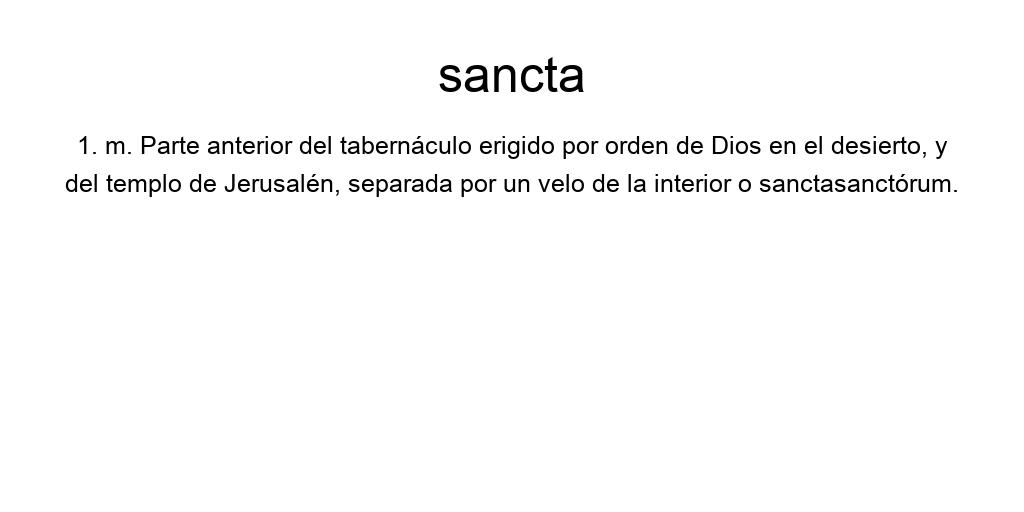 sancta
1. m. Parte anterior del tabernáculo erigido por orden de Dios en el desierto, y
del templo de Jerusalén, separada por un velo de la interior o sanctasanctórum.